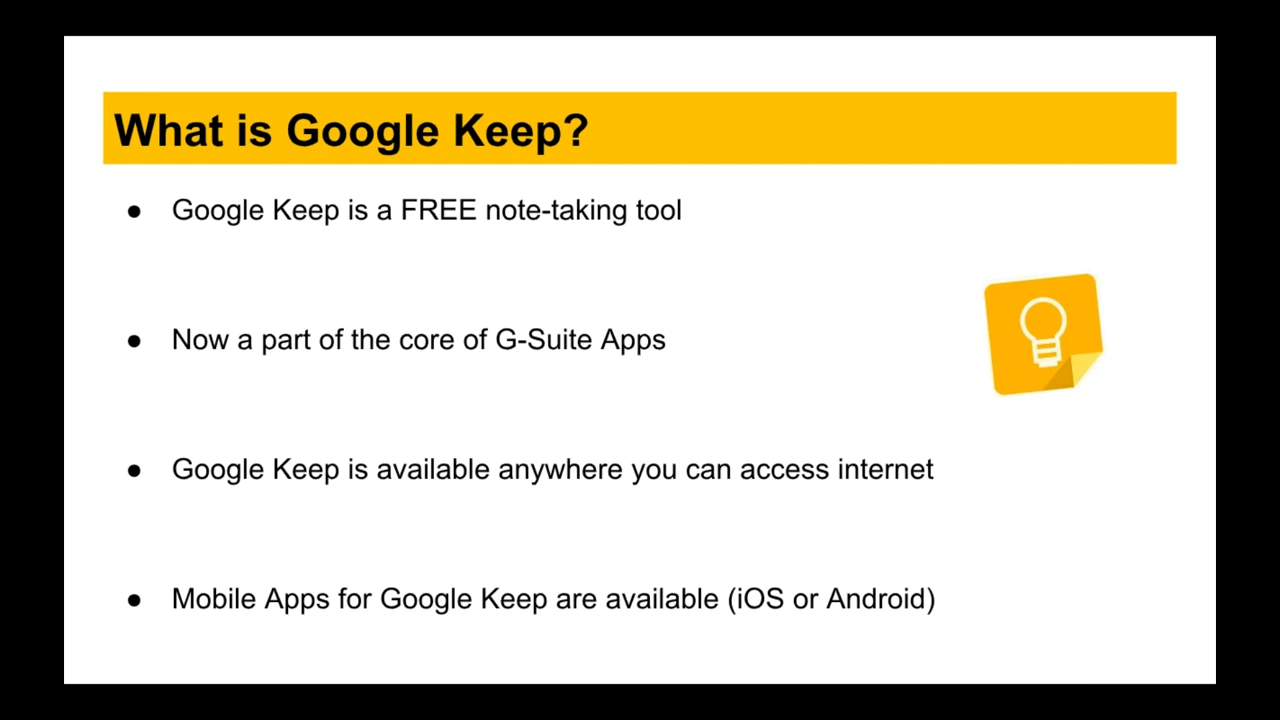 What is Google Keep?
● Google Keep is a FREE note-taking tool
● Now a part of the core of G-Suite Apps
● Google Keep is available anywhere you can access internet
● Mobile Apps for Google Keep are available (iOS or Android)